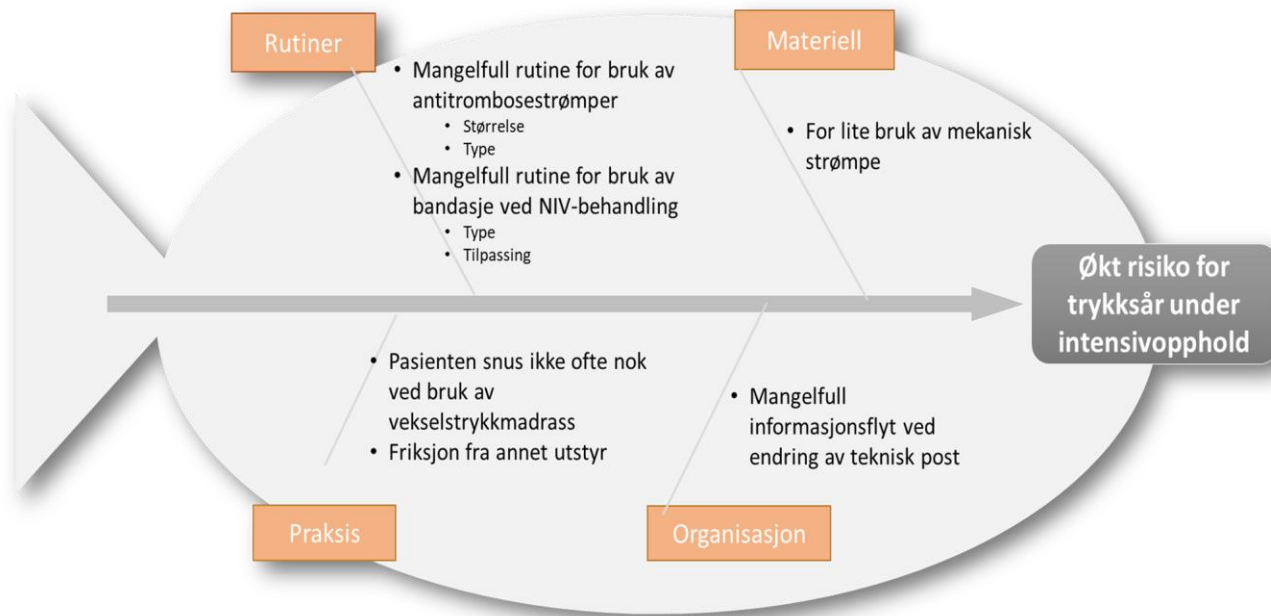 Rutiner
• Mangelfull rutine for bruk av
antitrombosestrømper
• Størrelse
• Type
• Mangelfull rutine for bruk av
bandasje ved NIV-behandling
• Type
• Tilpassing
Materiell
• For lite bruk av mekanisk
strømpe
Økt risiko for
trykksår under
intensivopphold
• Pasienten snus ikke ofte nok
ved bruk av
vekselstrykkmadrass
• Friksjon fra annet utstyr
Praksis
• Mangelfull
informasjonsflyt ved
endring av teknisk post
Organisasjon